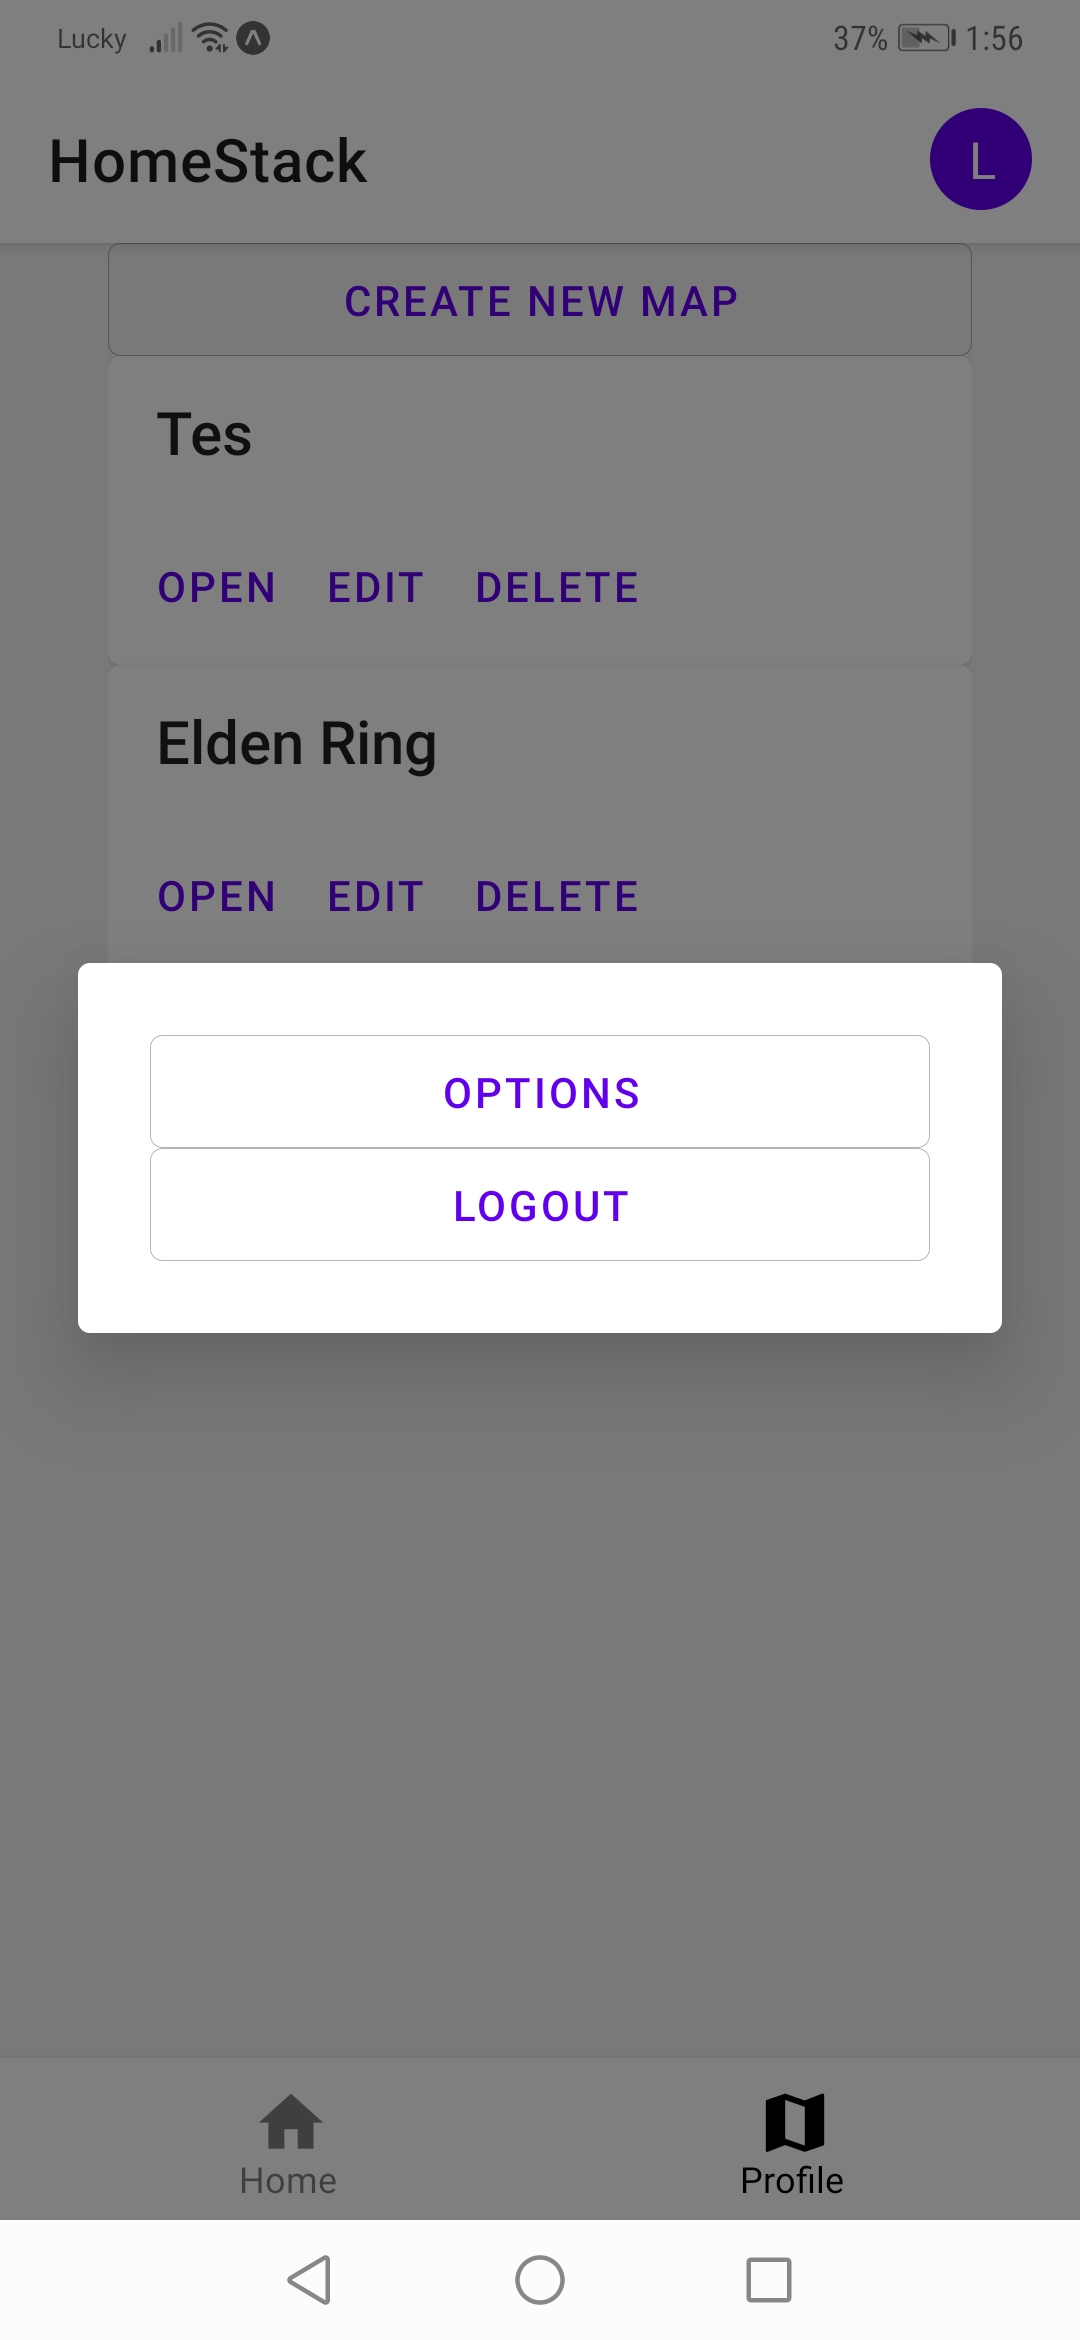 Lucky 37% 1:56
HomeStack L
CREATE NEW MAP
Tes
OPEN EDIT DELETE
Elden Ring
OPEN EDIT DELETE
OPTIONS
LOGOUT
Home Profile